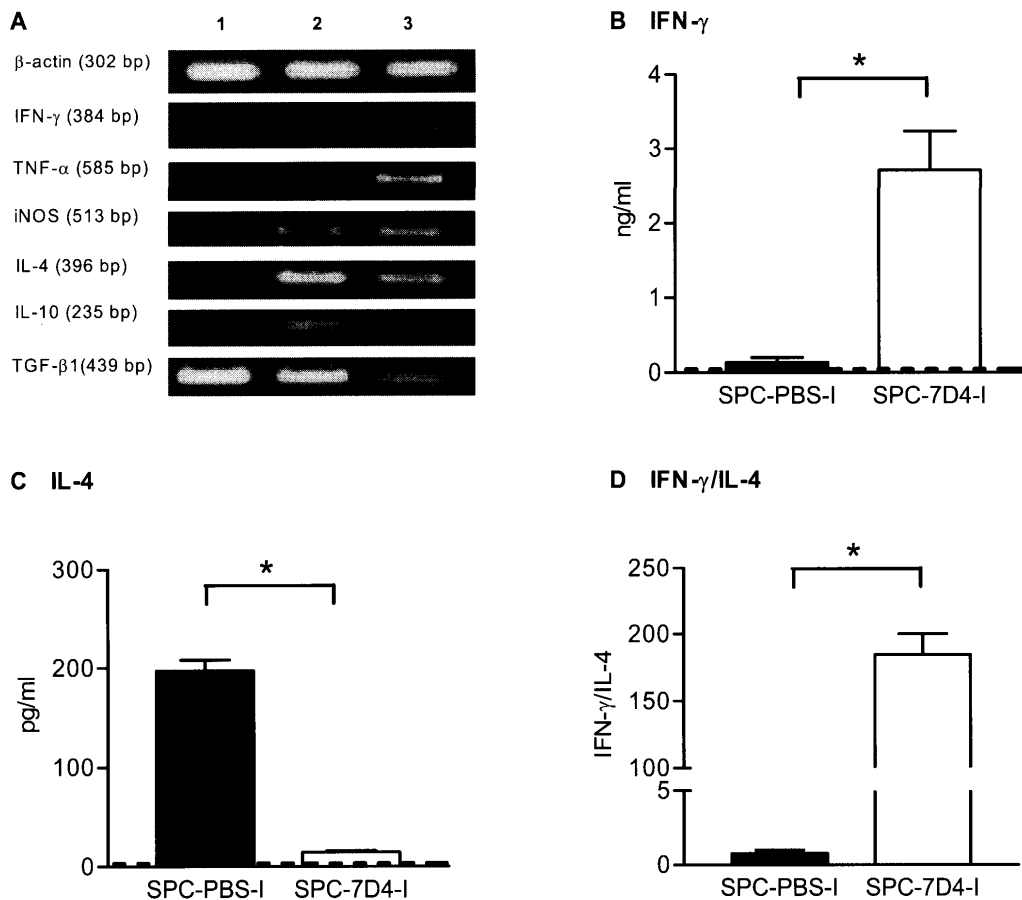 A
1 2 3
β-actin (302 bp)
IFN-γ (384 bp)
TNF-α (585 bp)
iNOS (513 bp)
IL-4 (396 bp)
IL-10 (235 bp)
TGF-β1(439 bp)
B IFN-γ
*
4
3
2
1
0
ng/ml
SPC-PBS-I SPC-7D4-I
C IL-4
*
300
200
100
0
pg/ml
SPC-PBS-I SPC-7D4-I
D IFN-γ/IL-4
*
250
200
150
100
5
0
IFN-γ/IL-4
SPC-PBS-I SPC-7D4-I